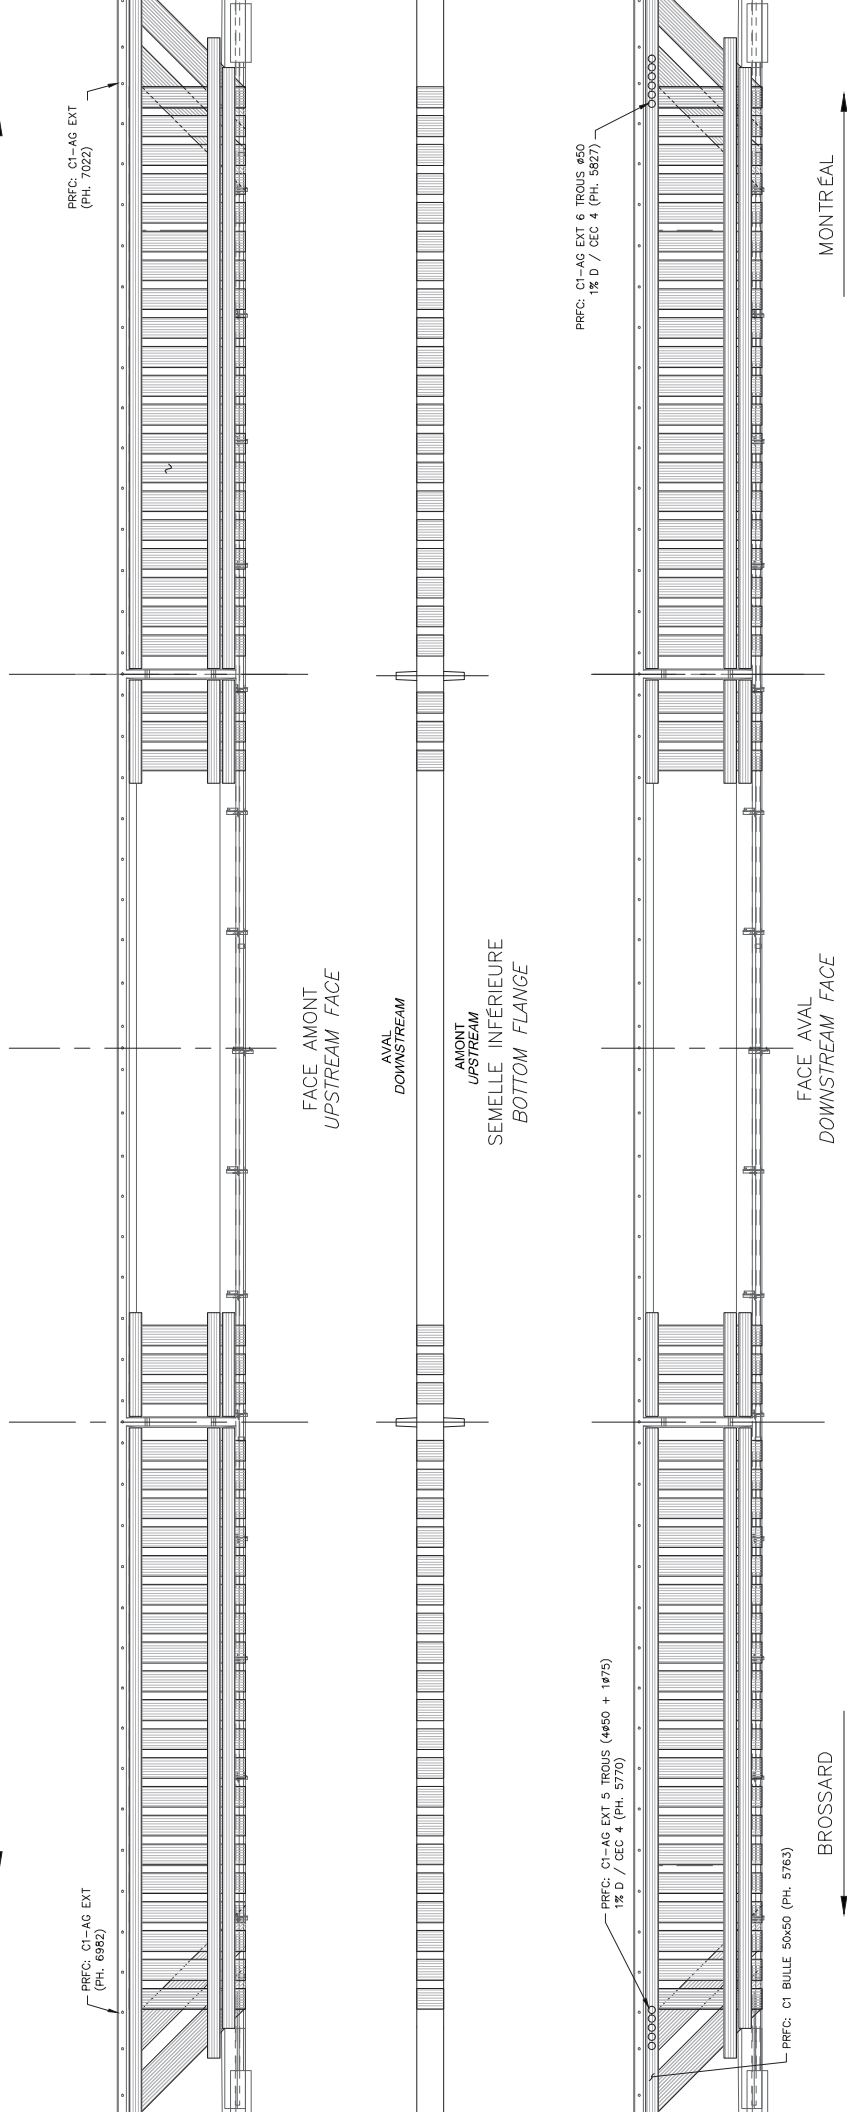 PRFC: C1-AG EXT
(PH. 7022)
PRFC: C1-AG EXT 6 TROUS ø50
1% D / CEC 4 (PH. 5827)
MONTRÉAL
FACE AMONT
UPSTREAM FACE
AVAL
DOWNSTREAM
AMONT
UPSTREAM
SEMELLE INFÉRIEURE
BOTTOM FLANGE
FACE AVAL
DOWNSTREAM FACE
PRFC: C1-AG EXT
(PH. 6982)
PRFC: C1-AG EXT 5 TROUS (4ø50 + 1ø75)
1% D / CEC 4 (PH. 5770)
PRFC: C1 BULLE 50x50 (PH. 5763)
BROSSARD